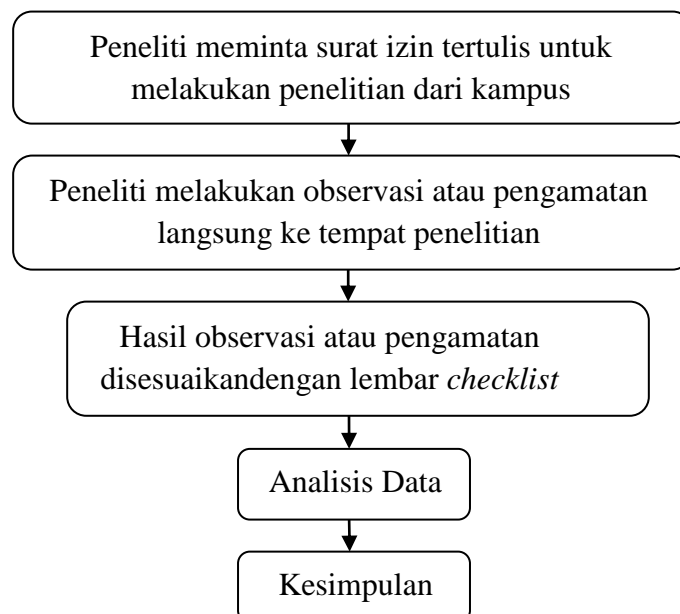 Peneliti meminta surat izin tertulis untuk
melakukan penelitian dari kampus
Peneliti melakukan observasi atau pengamatan
langsung ke tempat penelitian
Hasil observasi atau pengamatan
disesuaikandengan lembar checklist
Analisis Data
Kesimpulan